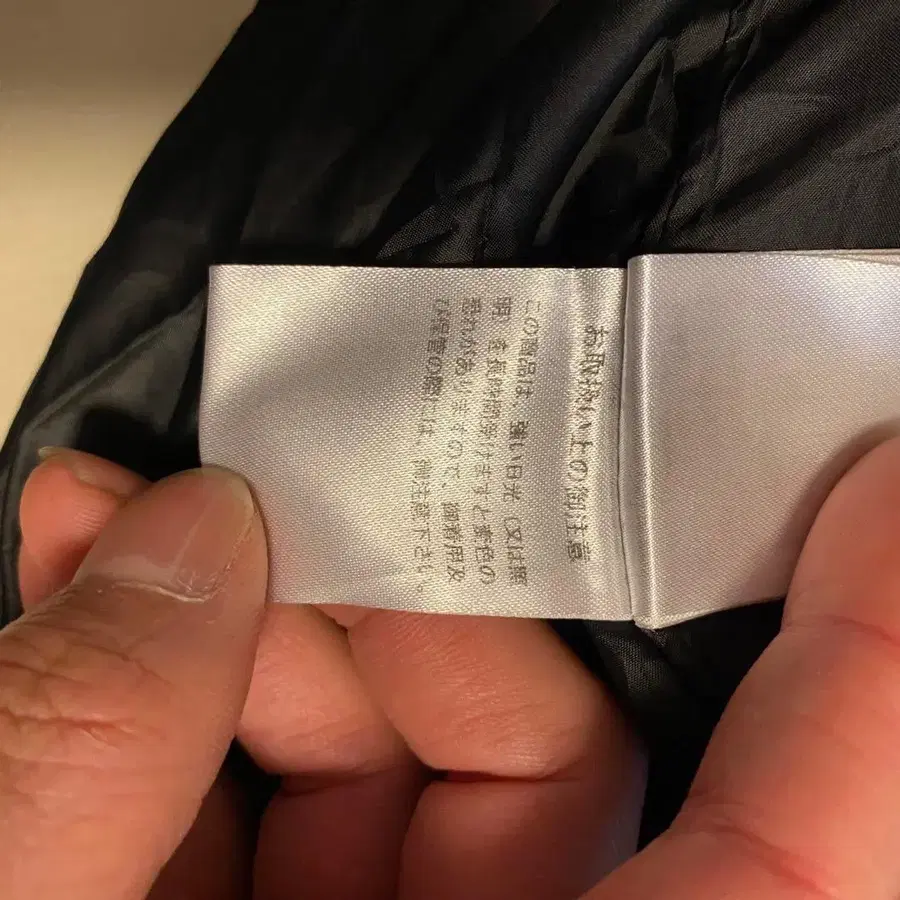 お取扱い上の御注意
この商品は、強い日光（又は照
明）を長時間受けますと変色の
恐れがありますので、御着用及
び保管の際には、御注意下さい。